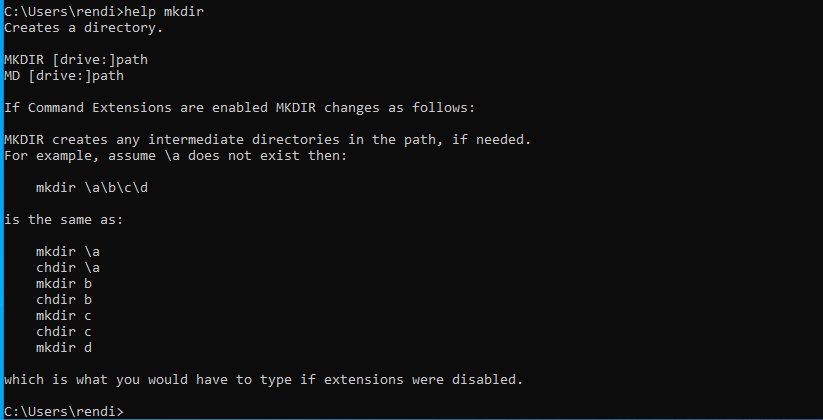 C:\Users\rendi>help mkdir
Creates a directory.
MKDIR [drive:]path
MD [drive:]path
If Command Extensions are enabled MKDIR changes as follows:
MKDIR creates any intermediate directories in the path, if needed.
For example, assume \a does not exist then:
mkdir \a\b\c\d
is the same as:
mkdir \a
chdir \a
mkdir b
chdir b
mkdir c
chdir c
mkdir d
which is what you would have to type if extensions were disabled.
C:\Users\rendi>